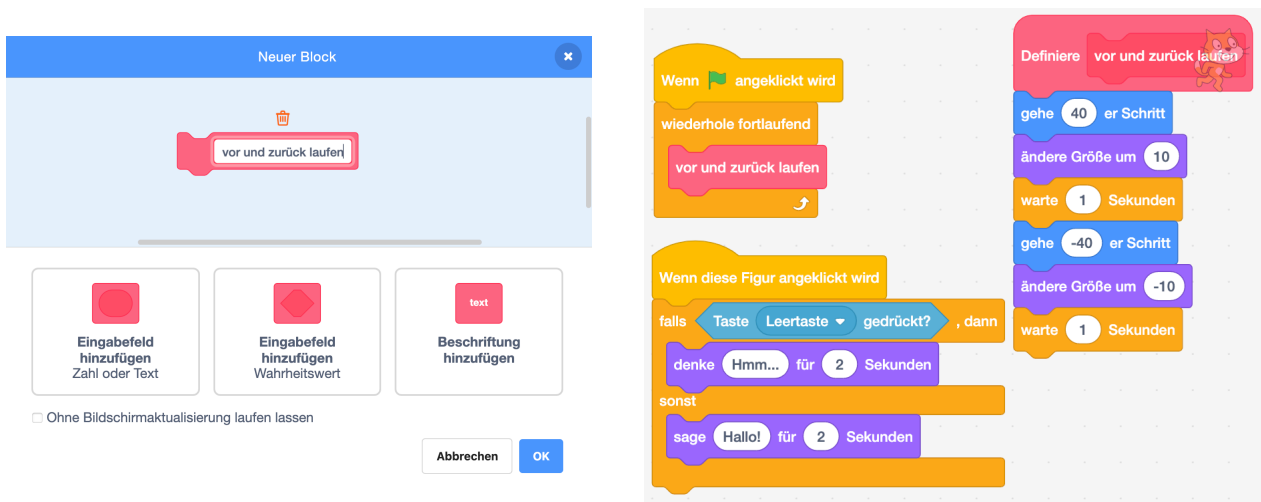 Neuer Block
vor und zurück laufen
text
Eingabefeld
hinzufügen
Zahl oder Text
Eingabefeld
hinzufügen
Wahrheitswert
Beschriftung
hinzufügen
Ohne Bildschirmaktualisierung laufen lassen
Abbrechen
OK
Wenn angeklickt wird
wiederhole fortlaufend
vor und zurück laufen
Wenn diese Figur angeklickt wird
falls Taste Leertaste gedrückt? , dann
denke Hmm... für 2 Sekunden
sonst
sage Hallo! für 2 Sekunden
Definiere vor und zurück laufen
gehe 40 er Schritt
ändere Größe um 10
warte 1 Sekunden
gehe -40 er Schritt
ändere Größe um -10
warte 1 Sekunden